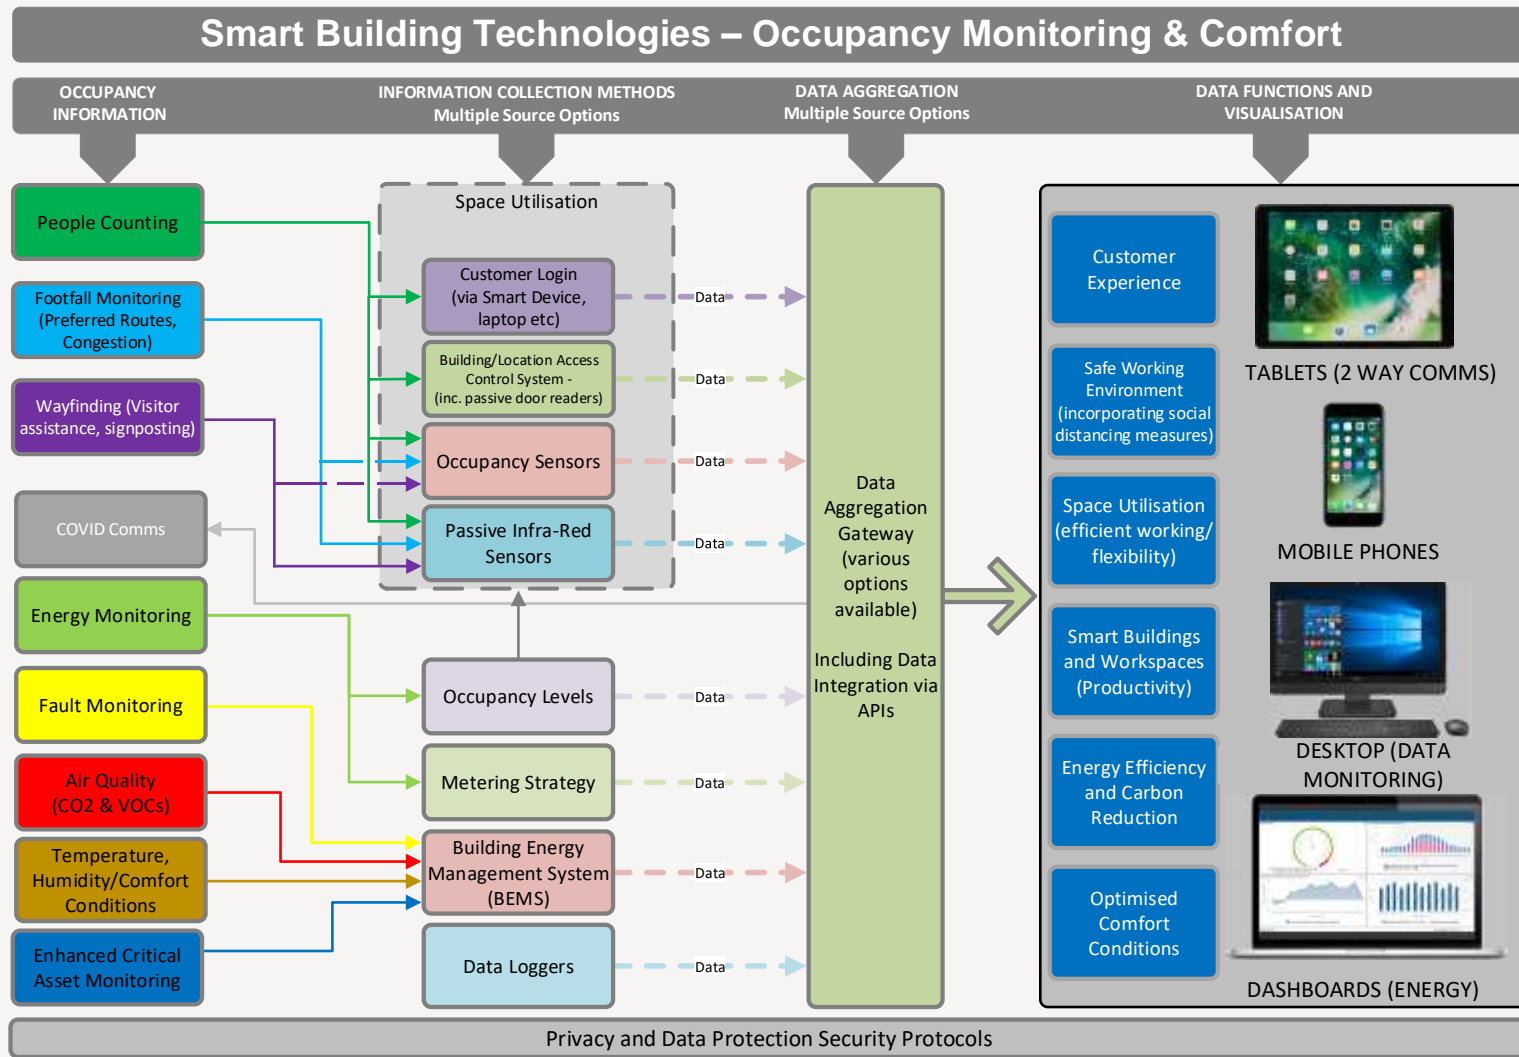 Smart Building Technologies – Occupancy Monitoring & Comfort
OCCUPANCY
INFORMATION
INFORMATION COLLECTION METHODS
Multiple Source Options
DATA AGGREGATION
Multiple Source Options
DATA FUNCTIONS AND
VISUALISATION
People Counting
Footfall Monitoring
(Preferred Routes,
Congestion)
Wayfinding (Visitor
assistance, signposting)
COVID Comms
Energy Monitoring
Fault Monitoring
Air Quality
(CO2 & VOCs)
Temperature,
Humidity/Comfort
Conditions
Enhanced Critical
Asset Monitoring
Space Utilisation
Customer Login
(via Smart Device,
laptop etc)
Building/Location Access
Control System -
(inc. passive door readers)
Occupancy Sensors
Passive Infra-Red
Sensors
Occupancy Levels
Metering Strategy
Building Energy
Management System
(BEMS)
Data Loggers
Data
Data
Data
Data
Data
Data
Data
Data
Data
Aggregation
Gateway
(various
options
available)
Including Data
Integration via
APIs
Customer
Experience
Safe Working
Environment
(incorporating social
distancing measures)
Space Utilisation
(efficient working/
flexibility)
Smart Buildings
and Workspaces
(Productivity)
Energy Efficiency
and Carbon
Reduction
Optimised
Comfort
Conditions
TABLETS (2 WAY COMMS)
MOBILE PHONES
DESKTOP (DATA
MONITORING)
DASHBOARDS (ENERGY)
Privacy and Data Protection Security Protocols